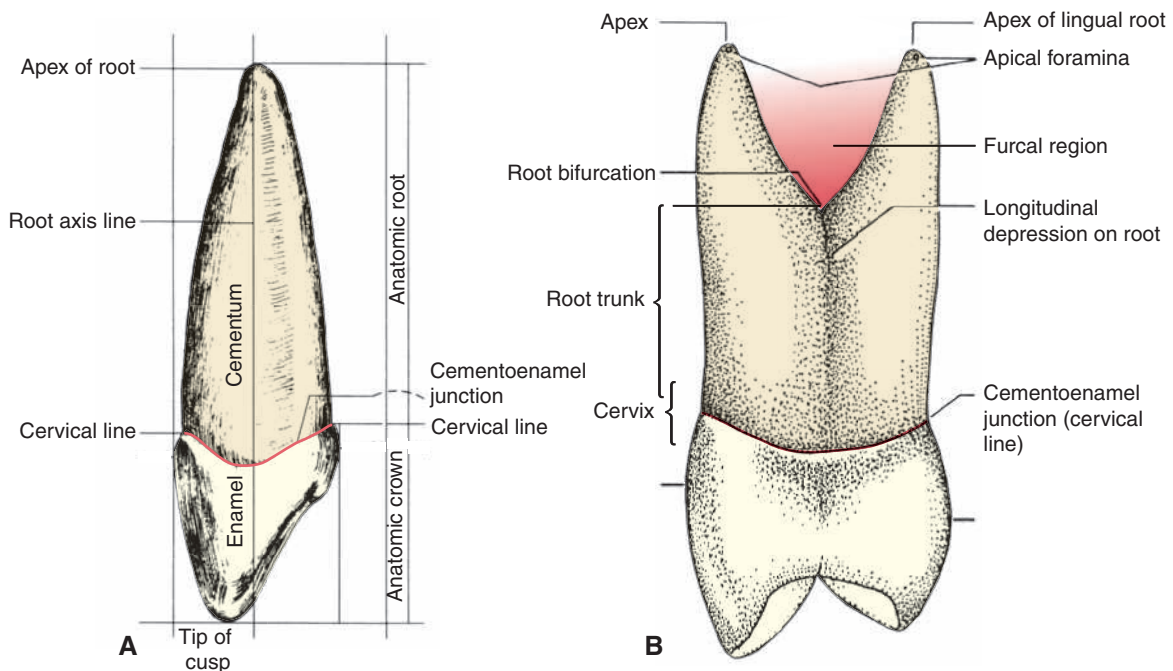 Apex of root
Root axis line
Cervical line
Cementum
Enamel
Anatomic root
Anatomic crown
Cementoenamel
junction
Cervical line
Tip of
cusp
A
Apex
Root bifurcation
Root trunk
Cervix
Apex of lingual root
Apical foramina
Furcal region
Longitudinal
depression on root
Cementoenamel
junction (cervical
line)
B